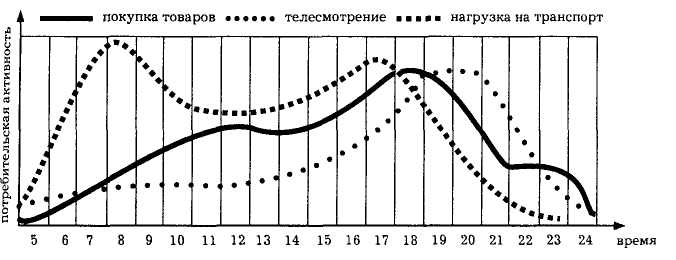 покупка товаров телесмотрение нагрузка на транспорт
потребительская активность
5 6 7 8 9 10 11 12 13 14 15 16 17 18 19 20 21 22 23 24 время